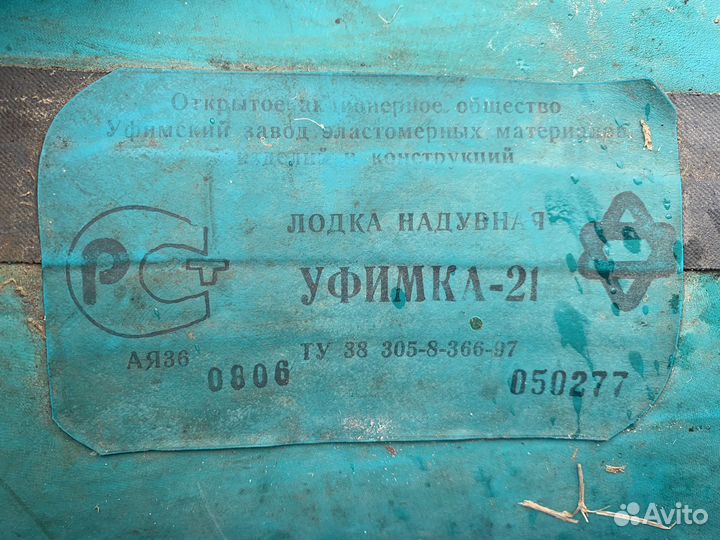 Открытое акционерное общество
Уфимский завод эластомерных материалов,
изделий и конструкций
ЛОДКА НАДУВНАЯ
УФИМКА-21
РС
АЯ36
ТУ 38 305-8-366-97
0806
050277
Avito